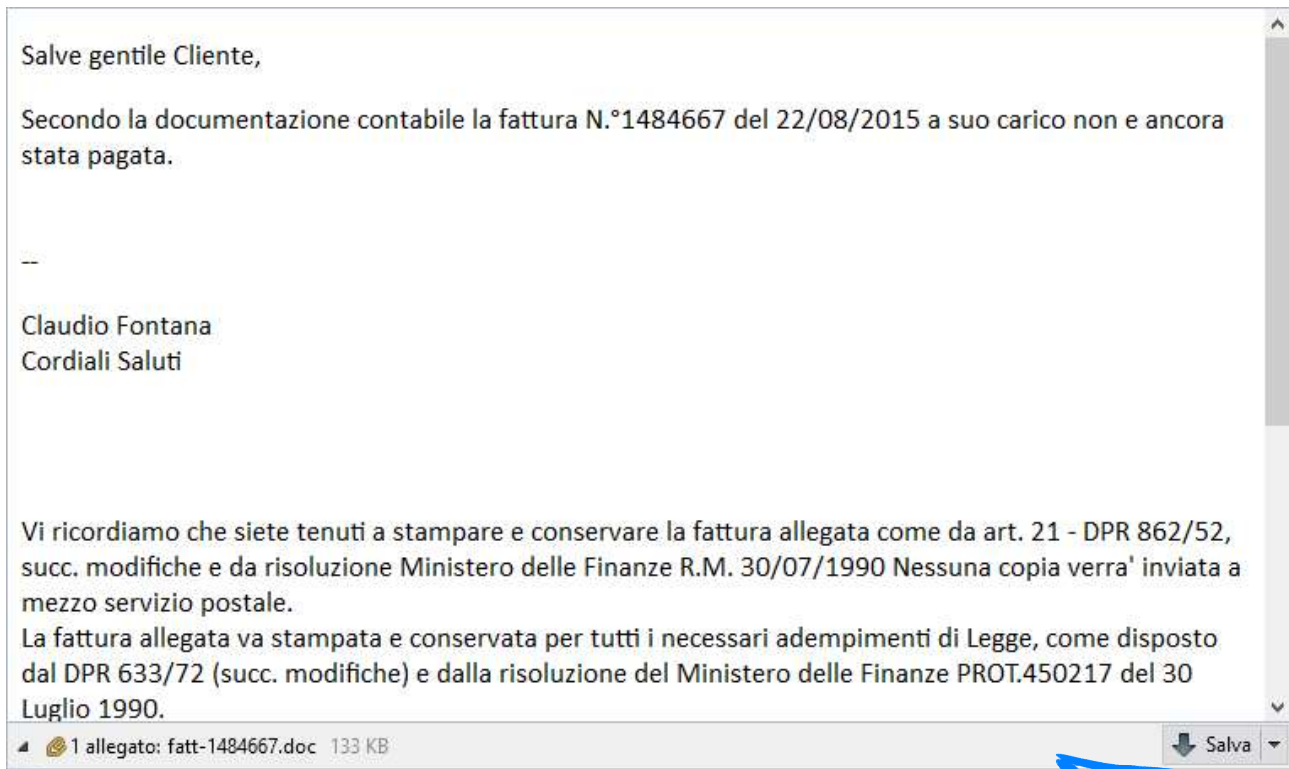 Salve gentile Cliente,
Secondo la documentazione contabile la fattura N.°1484667 del 22/08/2015 a suo carico non e ancora
stata pagata.
--
Claudio Fontana
Cordiali Saluti
Vi ricordiamo che siete tenuti a stampare e conservare la fattura allegata come da art. 21 - DPR 862/52,
succ. modifiche e da risoluzione Ministero delle Finanze R.M. 30/07/1990 Nessuna copia verra' inviata a
mezzo servizio postale.
La fattura allegata va stampata e conservata per tutti i necessari adempimenti di Legge, come disposto
dal DPR 633/72 (succ. modifiche) e dalla risoluzione del Ministero delle Finanze PROT.450217 del 30
Luglio 1990.
1 allegato: fatt-1484667.doc 133 KB Salva